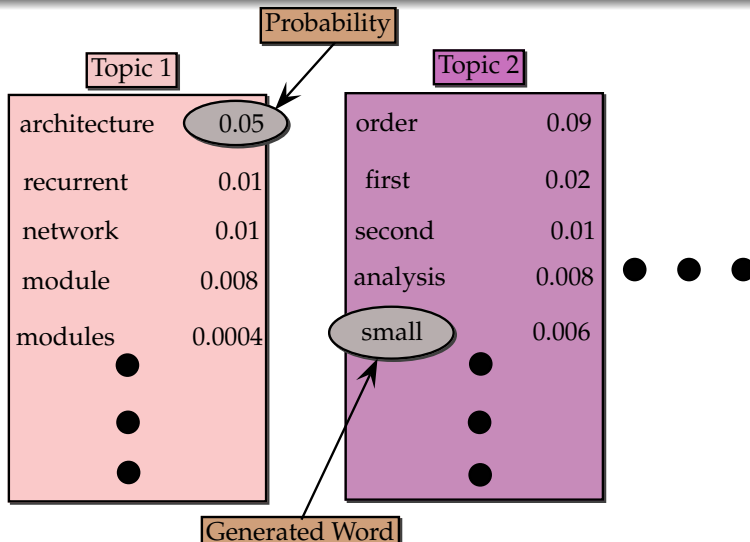 Probability
Topic 1
Topic 2
architecture 0.05
recurrent 0.01
network 0.01
module 0.008
modules 0.0004
order 0.09
first 0.02
second 0.01
analysis 0.008
small 0.006
Generated Word